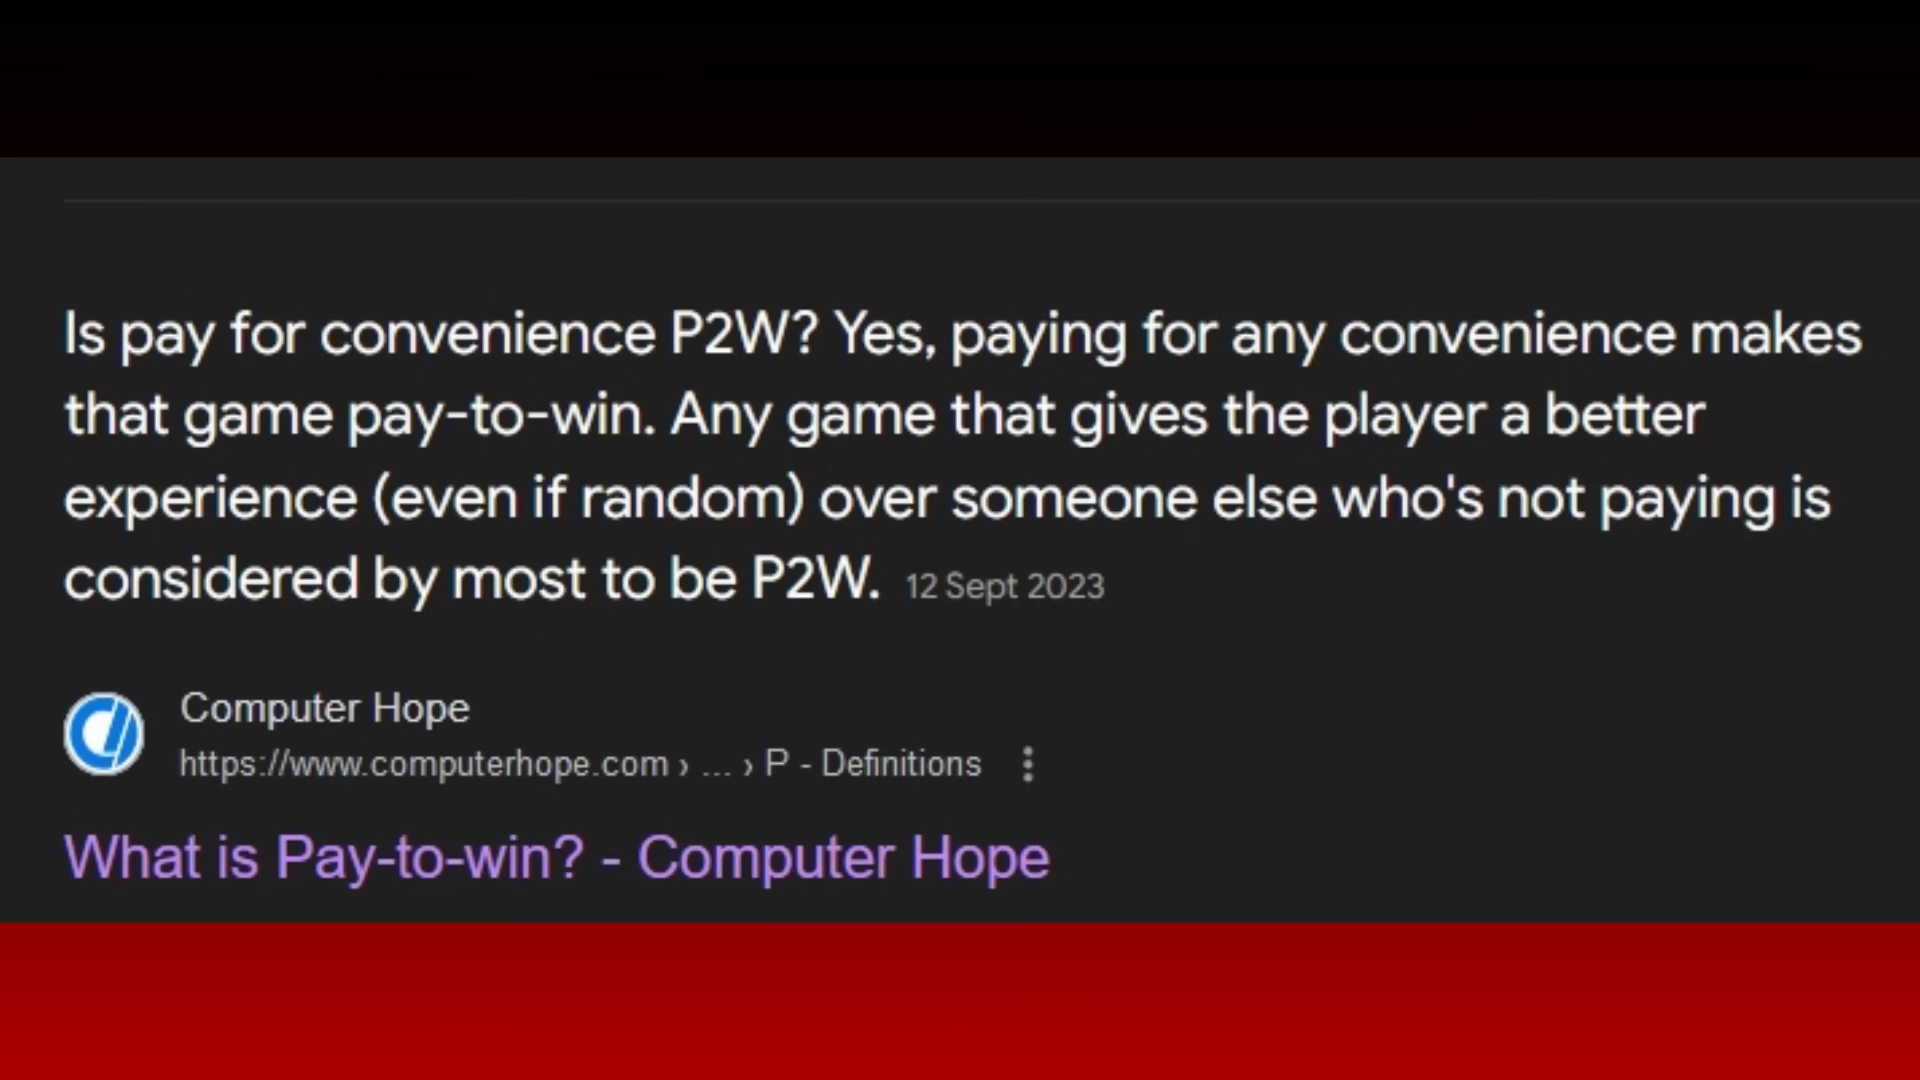 Is pay for convenience P2W? Yes, paying for any convenience makes
that game pay-to-win. Any game that gives the player a better
experience (even if random) over someone else who's not paying is
considered by most to be P2W. 12 Sept 2023
Computer Hope
https://www.computerhope.com › ... › P - Definitions
What is Pay-to-win? - Computer Hope